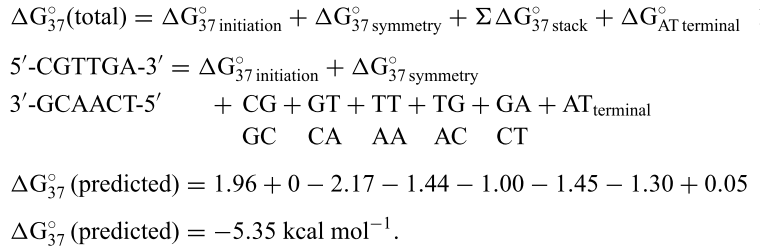 ΔG°37(total) = ΔG°37 initiation + ΔG°37 symmetry + ΣΔG°37 stack + ΔG°AT terminal
5′-CGTTGA-3′ = ΔG°37 initiation + ΔG°37 symmetry
3′-GCAACT-5′ + CG + GT + TT + TG + GA + ATterminal
GC CA AA AC CT
ΔG°37 (predicted) = 1.96 + 0 − 2.17 − 1.44 − 1.00 − 1.45 − 1.30 + 0.05
ΔG°37 (predicted) = −5.35 kcal mol−1.